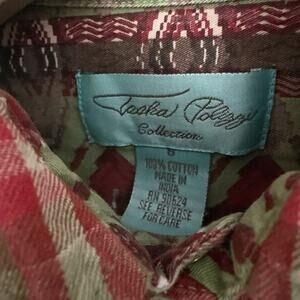 Tasha Polizzi
Collection
S
100% COTTON
MADE IN
INDIA
RN 90624
SEE REVERSE
FOR CARE